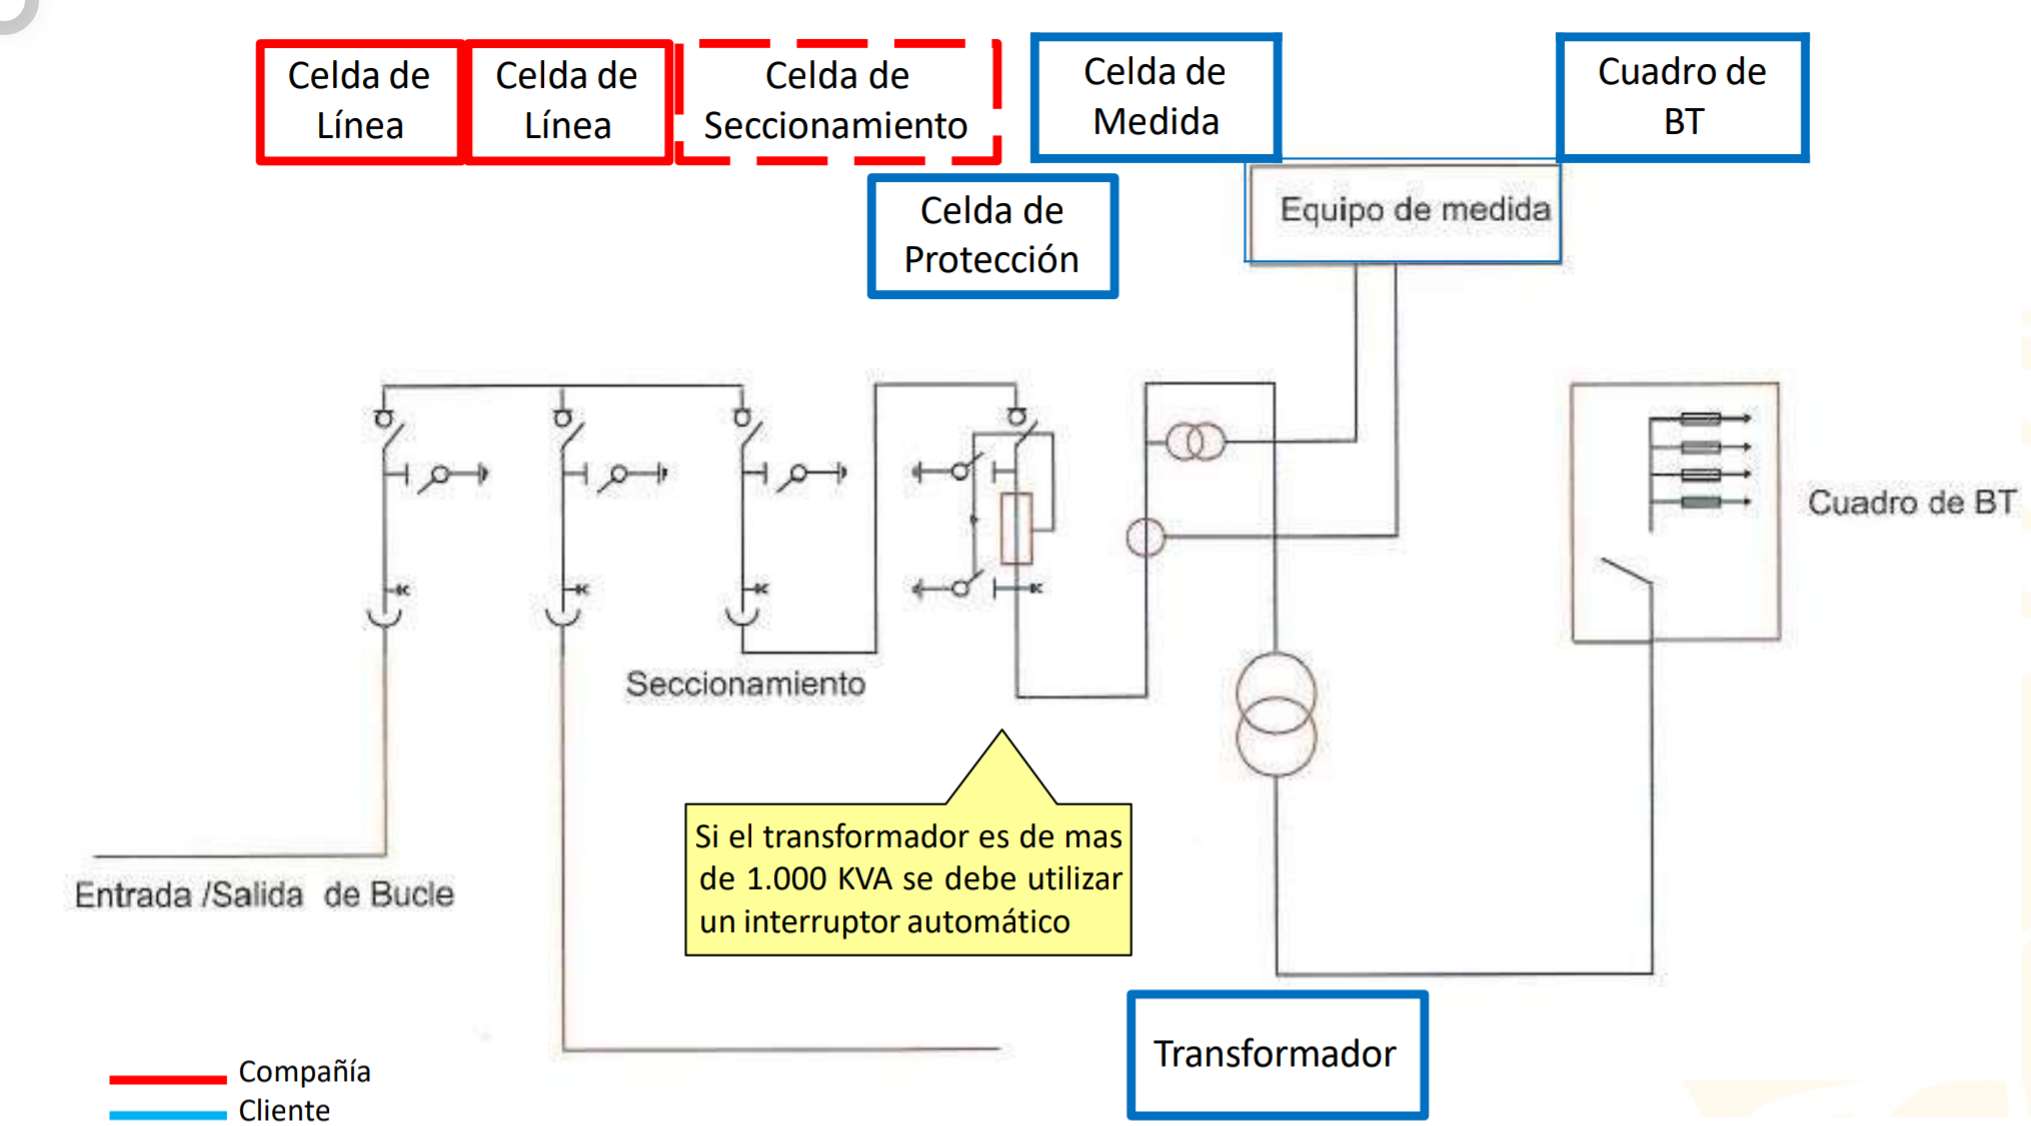 Celda de
Línea
Celda de
Línea
Celda de
Seccionamiento
Celda de
Medida
Cuadro de
BT
Celda de
Protección
Equipo de medida
Cuadro de BT
Seccionamiento
Si el transformador es de mas
de 1.000 KVA se debe utilizar
un interruptor automático
Entrada /Salida de Bucle
Transformador
Compañía
Cliente